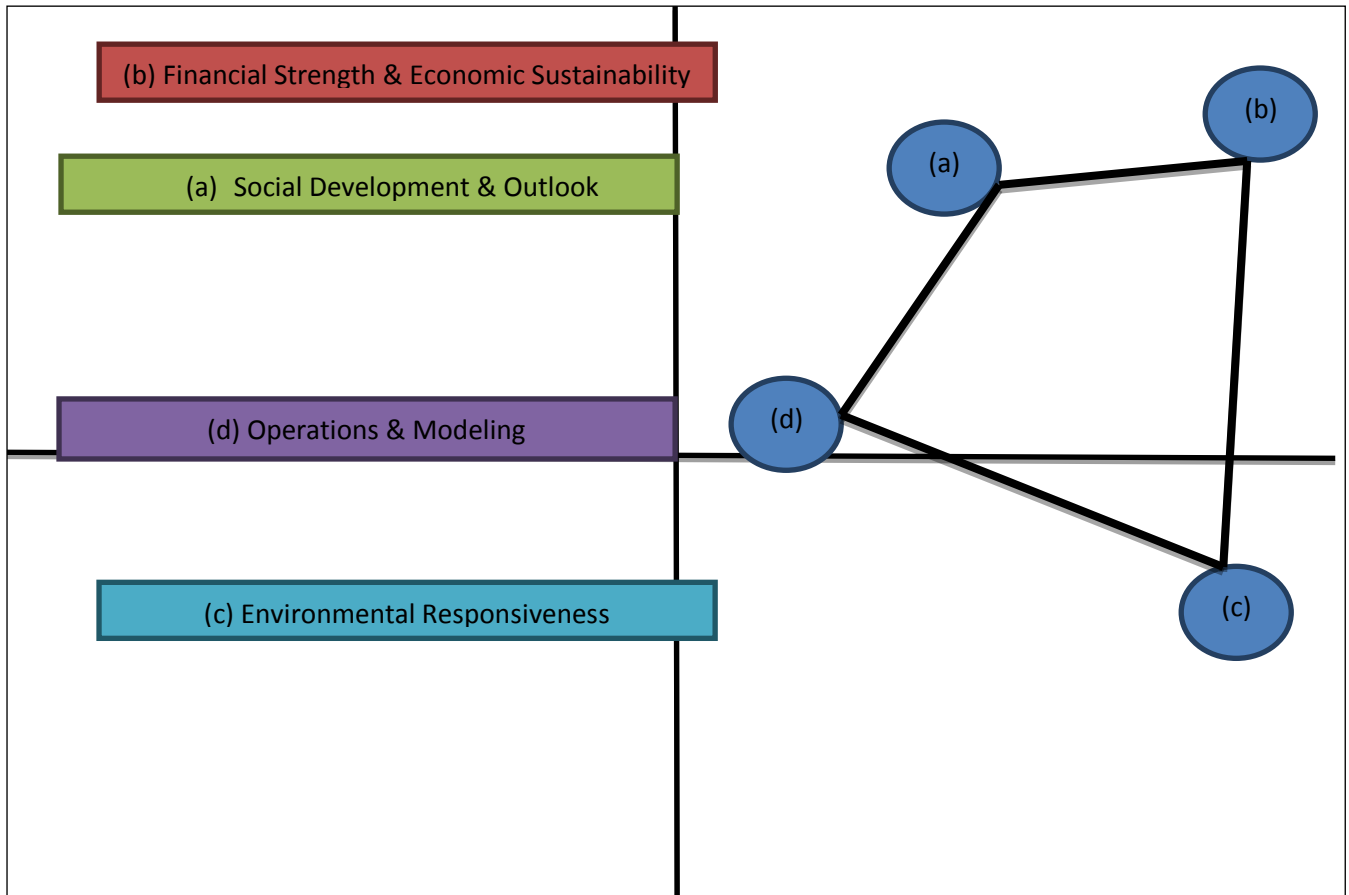 (b) Financial Strength & Economic Sustainability
(a) Social Development & Outlook
(d) Operations & Modeling
(c) Environmental Responsiveness
(b)
(a)
(d)
(c)